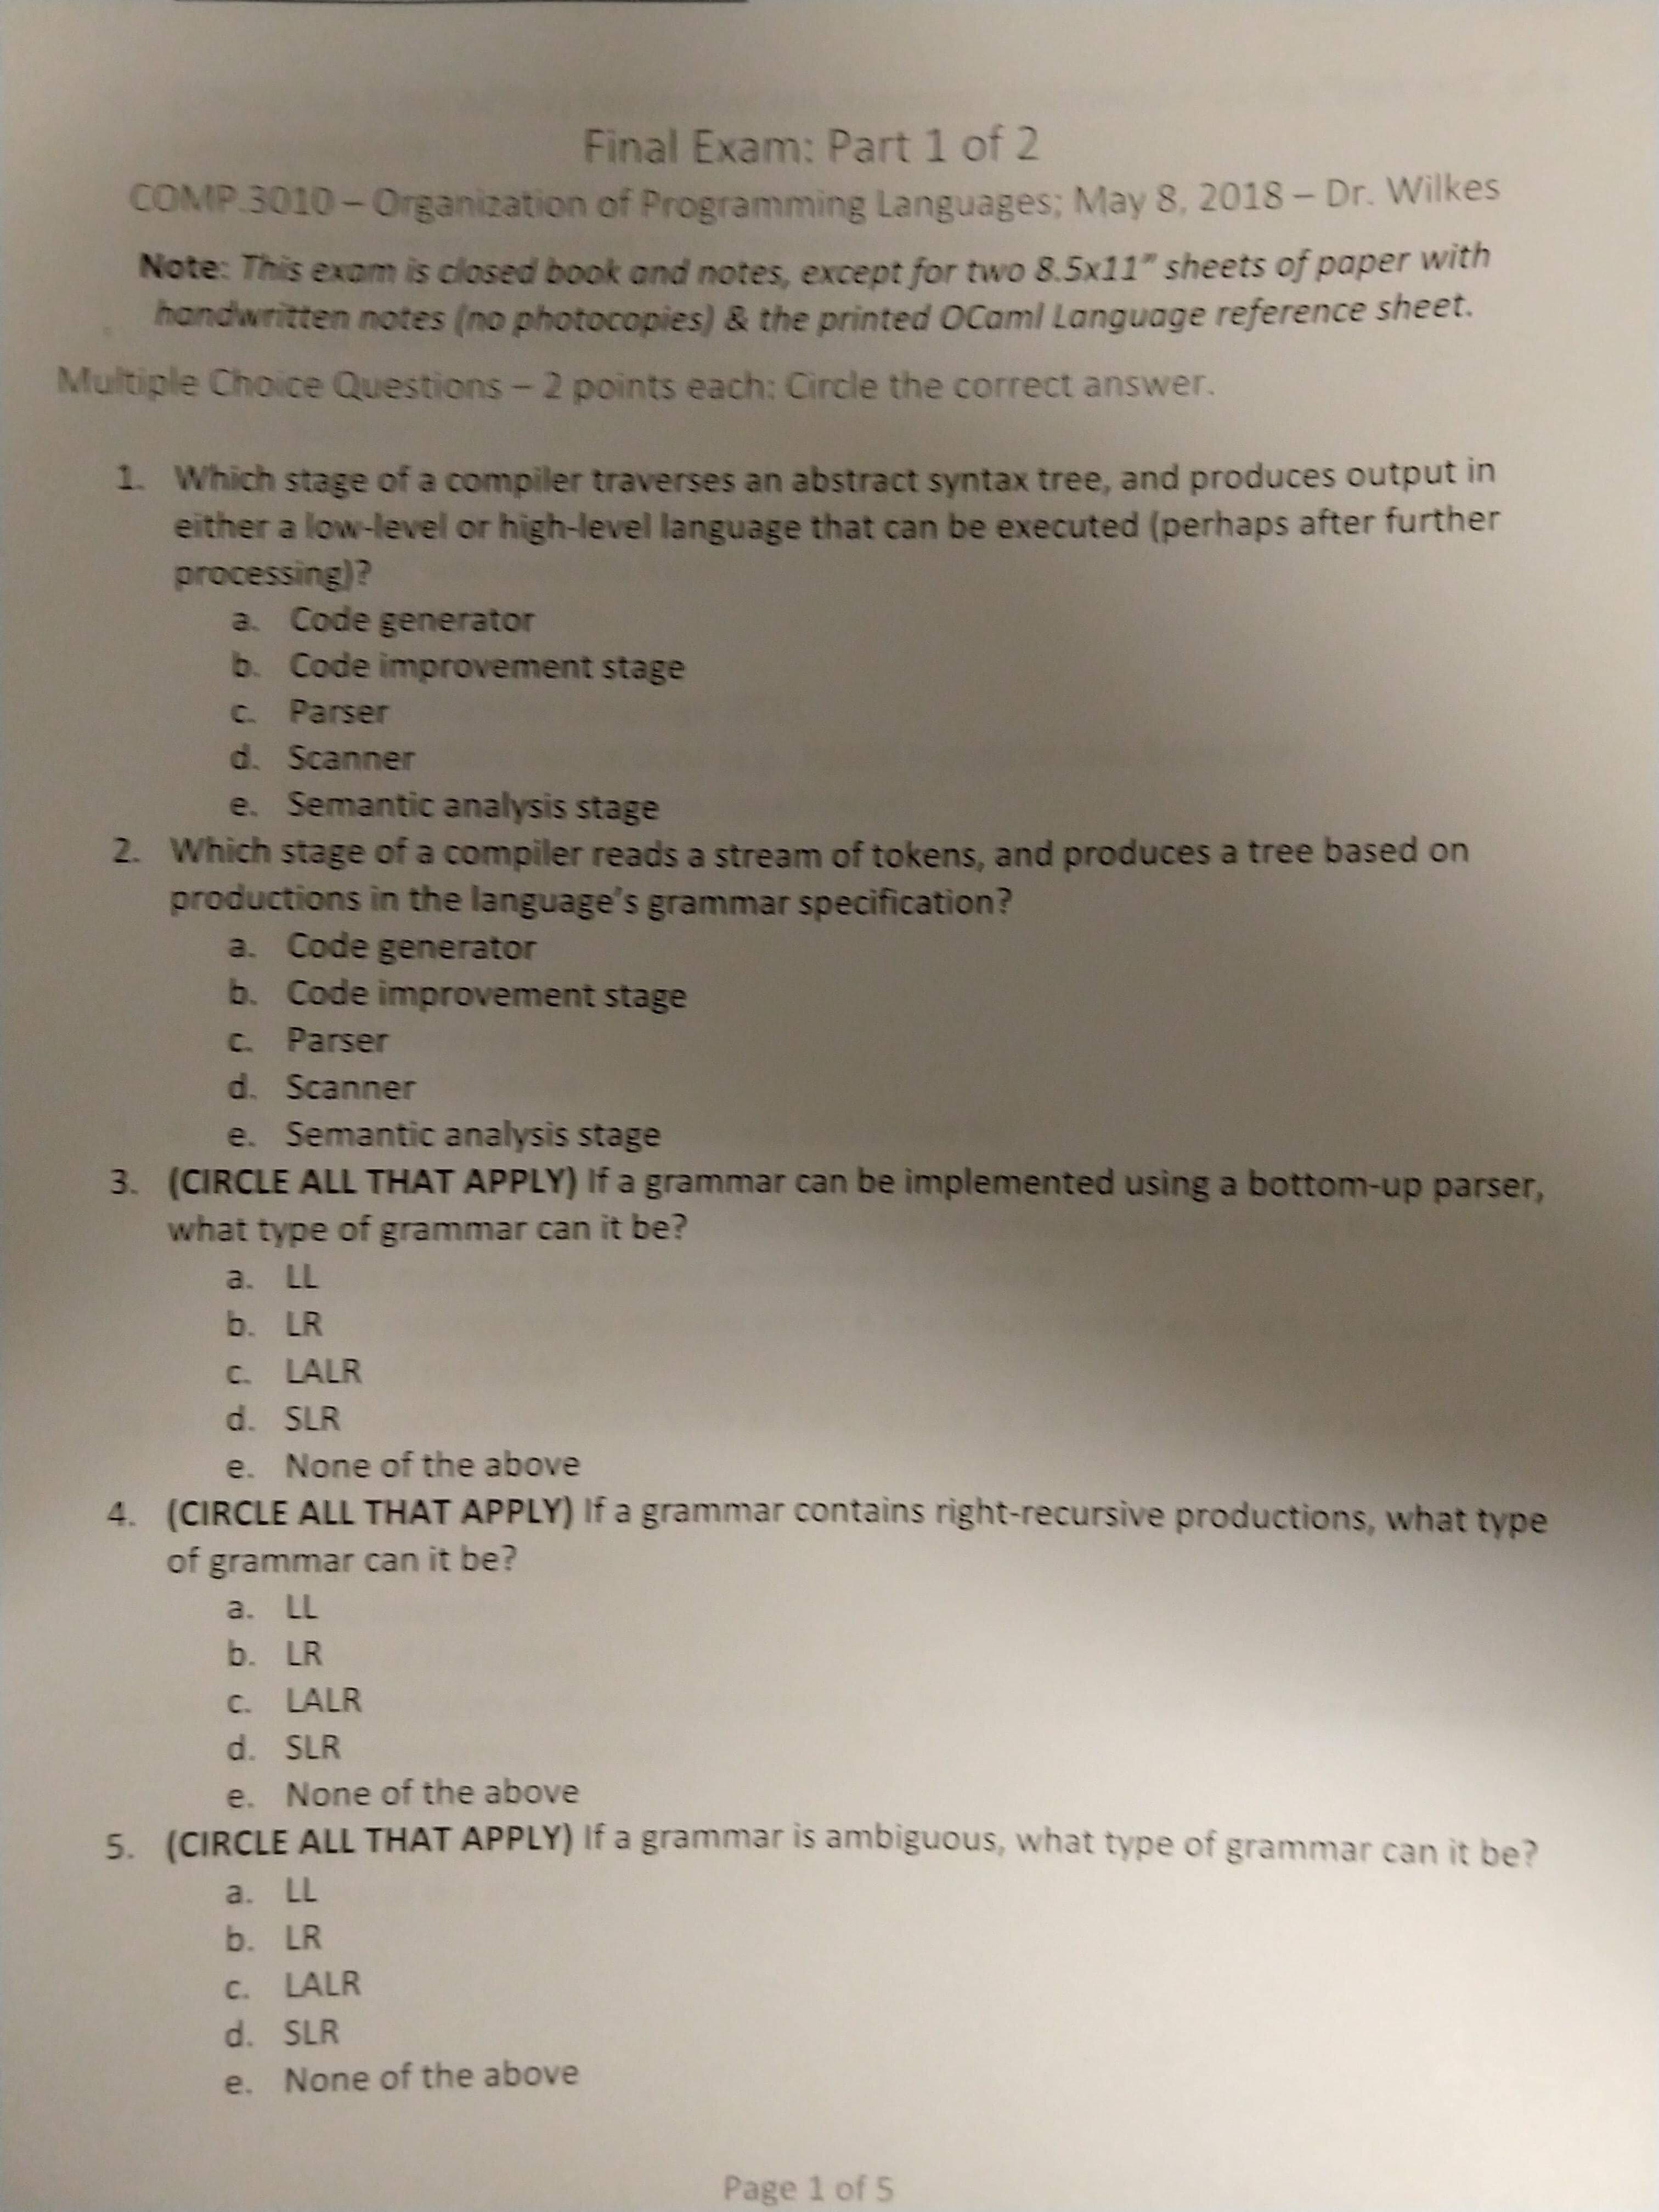 Final Exam: Part 1 of 2
COMP.3010 – Organization of Programming Languages; May 8, 2018 – Dr. Wilkes
Note: This exam is closed book and notes, except for two 8.5x11" sheets of paper with
handwritten notes (no photocopies) & the printed OCaml Language reference sheet.
Multiple Choice Questions – 2 points each: Circle the correct answer.
1. Which stage of a compiler traverses an abstract syntax tree, and produces output in
either a low-level or high-level language that can be executed (perhaps after further
processing)?
a. Code generator
b. Code improvement stage
c. Parser
d. Scanner
e. Semantic analysis stage
2. Which stage of a compiler reads a stream of tokens, and produces a tree based on
productions in the language's grammar specification?
a. Code generator
b. Code improvement stage
c. Parser
d. Scanner
e. Semantic analysis stage
3. (CIRCLE ALL THAT APPLY) If a grammar can be implemented using a bottom-up parser,
what type of grammar can it be?
a. LL
b. LR
c. LALR
d. SLR
e. None of the above
4. (CIRCLE ALL THAT APPLY) If a grammar contains right-recursive productions, what type
of grammar can it be?
a. LL
b. LR
c. LALR
d. SLR
e. None of the above
5. (CIRCLE ALL THAT APPLY) If a grammar is ambiguous, what type of grammar can it be?
a. LL
b. LR
c. LALR
d. SLR
e. None of the above
Page 1 of 5